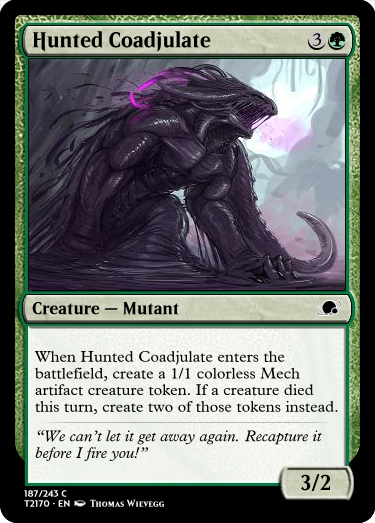 Hunted Coadjulate 3
Creature — Mutant
When Hunted Coadjulate enters the
battlefield, create a 1/1 colorless Mech
artifact creature token. If a creature died
this turn, create two of those tokens instead.
“We can’t let it get away again. Recapture it
before I fire you!”
3/2
187/243 C
T2170 · EN Thomas Wievegg